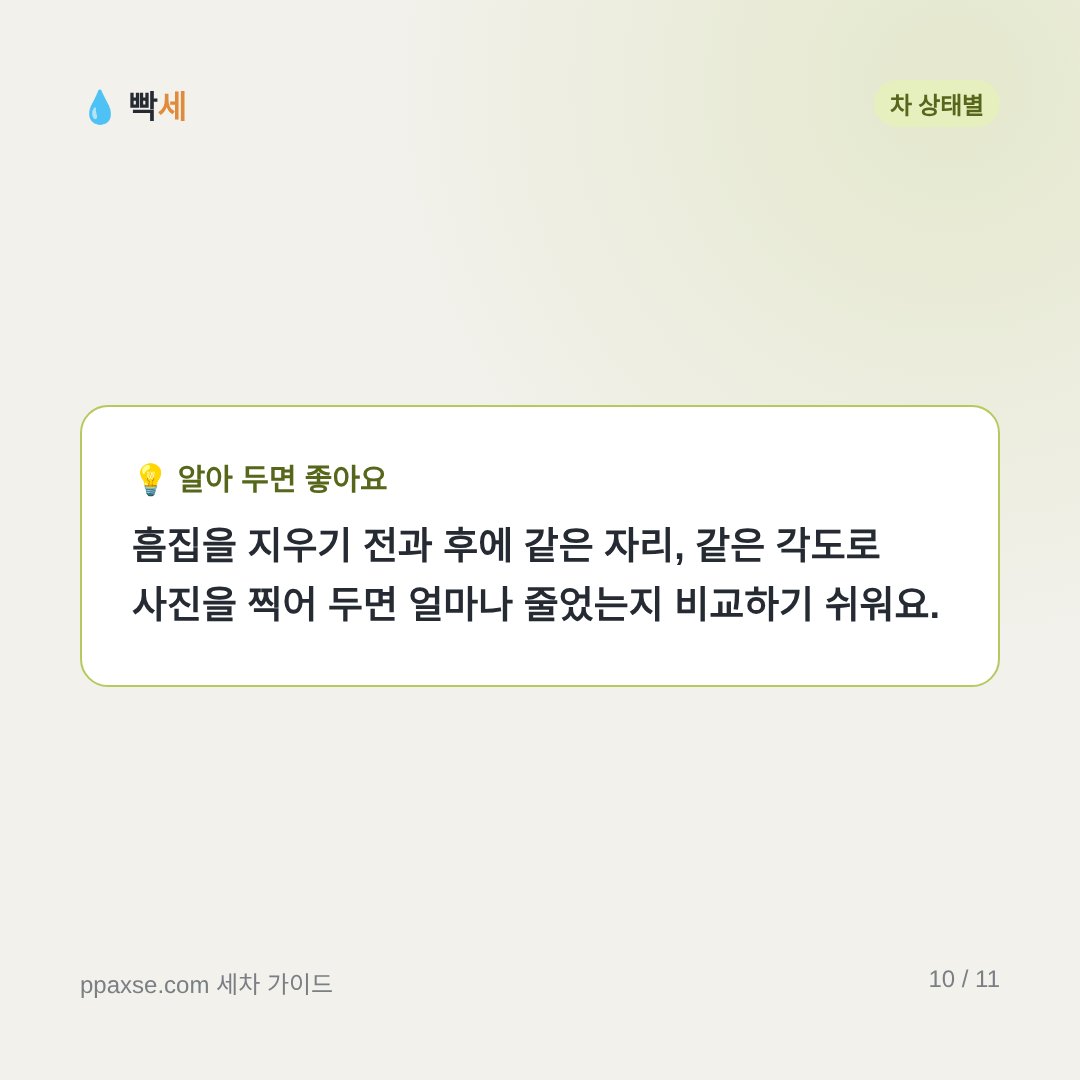 💧 빡세
차 상태별
💡 알아 두면 좋아요
흠집을 지우기 전과 후에 같은 자리, 같은 각도로
사진을 찍어 두면 얼마나 줄었는지 비교하기 쉬워요.
ppaxse.com 세차 가이드
10 / 11